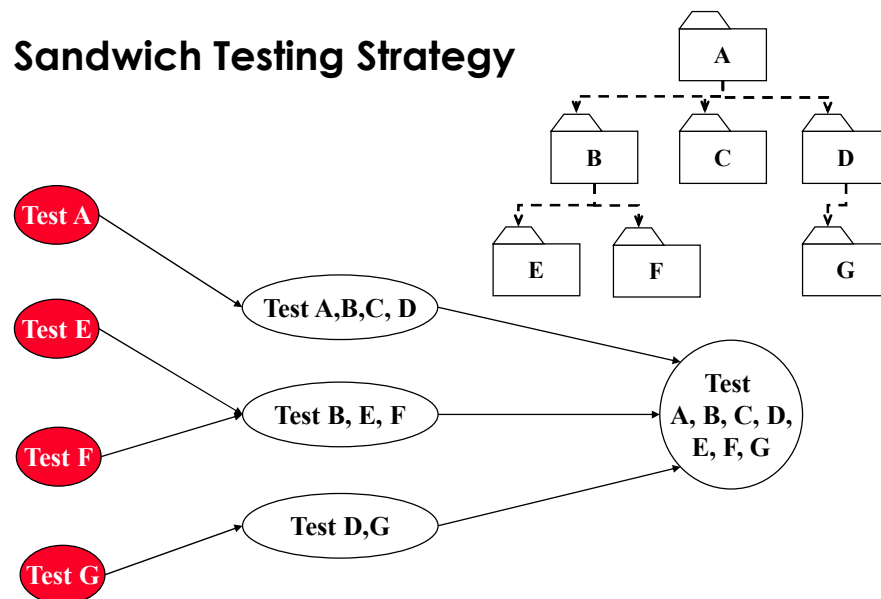 Sandwich Testing Strategy
A
B
C
D
E
F
G
Test A
Test E
Test F
Test G
Test A,B,C, D
Test B, E, F
Test D,G
Test
A, B, C, D,
E, F, G